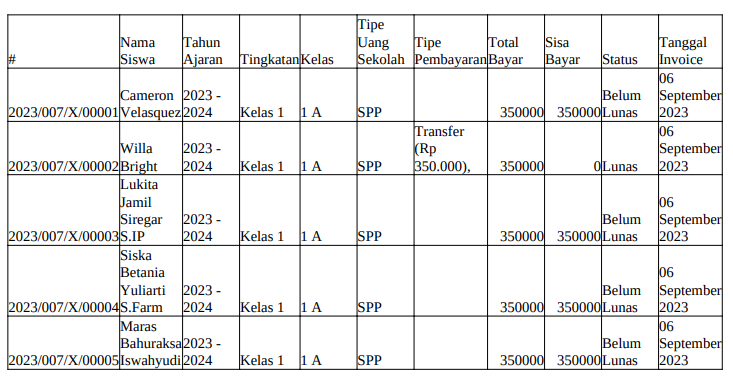 # Nama Siswa Tahun Ajaran Tingkatan Kelas Tipe Uang Sekolah Tipe Pembayaran Total Bayar Sisa Bayar Status Tanggal Invoice
2023/007/X/00001 Cameron Velasquez 2023 - 2024 Kelas 1 1 A SPP 350000 350000 Belum Lunas 06 September 2023
2023/007/X/00002 Willa Bright 2023 - 2024 Kelas 1 1 A SPP Transfer (Rp 350.000), 350000 0 Lunas 06 September 2023
2023/007/X/00003 Lukita Jamil Siregar S.IP 2023 - 2024 Kelas 1 1 A SPP 350000 350000 Belum Lunas 06 September 2023
2023/007/X/00004 Siska Betania Yuliarti S.Farm 2023 - 2024 Kelas 1 1 A SPP 350000 350000 Belum Lunas 06 September 2023
2023/007/X/00005 Maras Bahuraksa Iswahyudi 2023 - 2024 Kelas 1 1 A SPP 350000 350000 Belum Lunas 06 September 2023